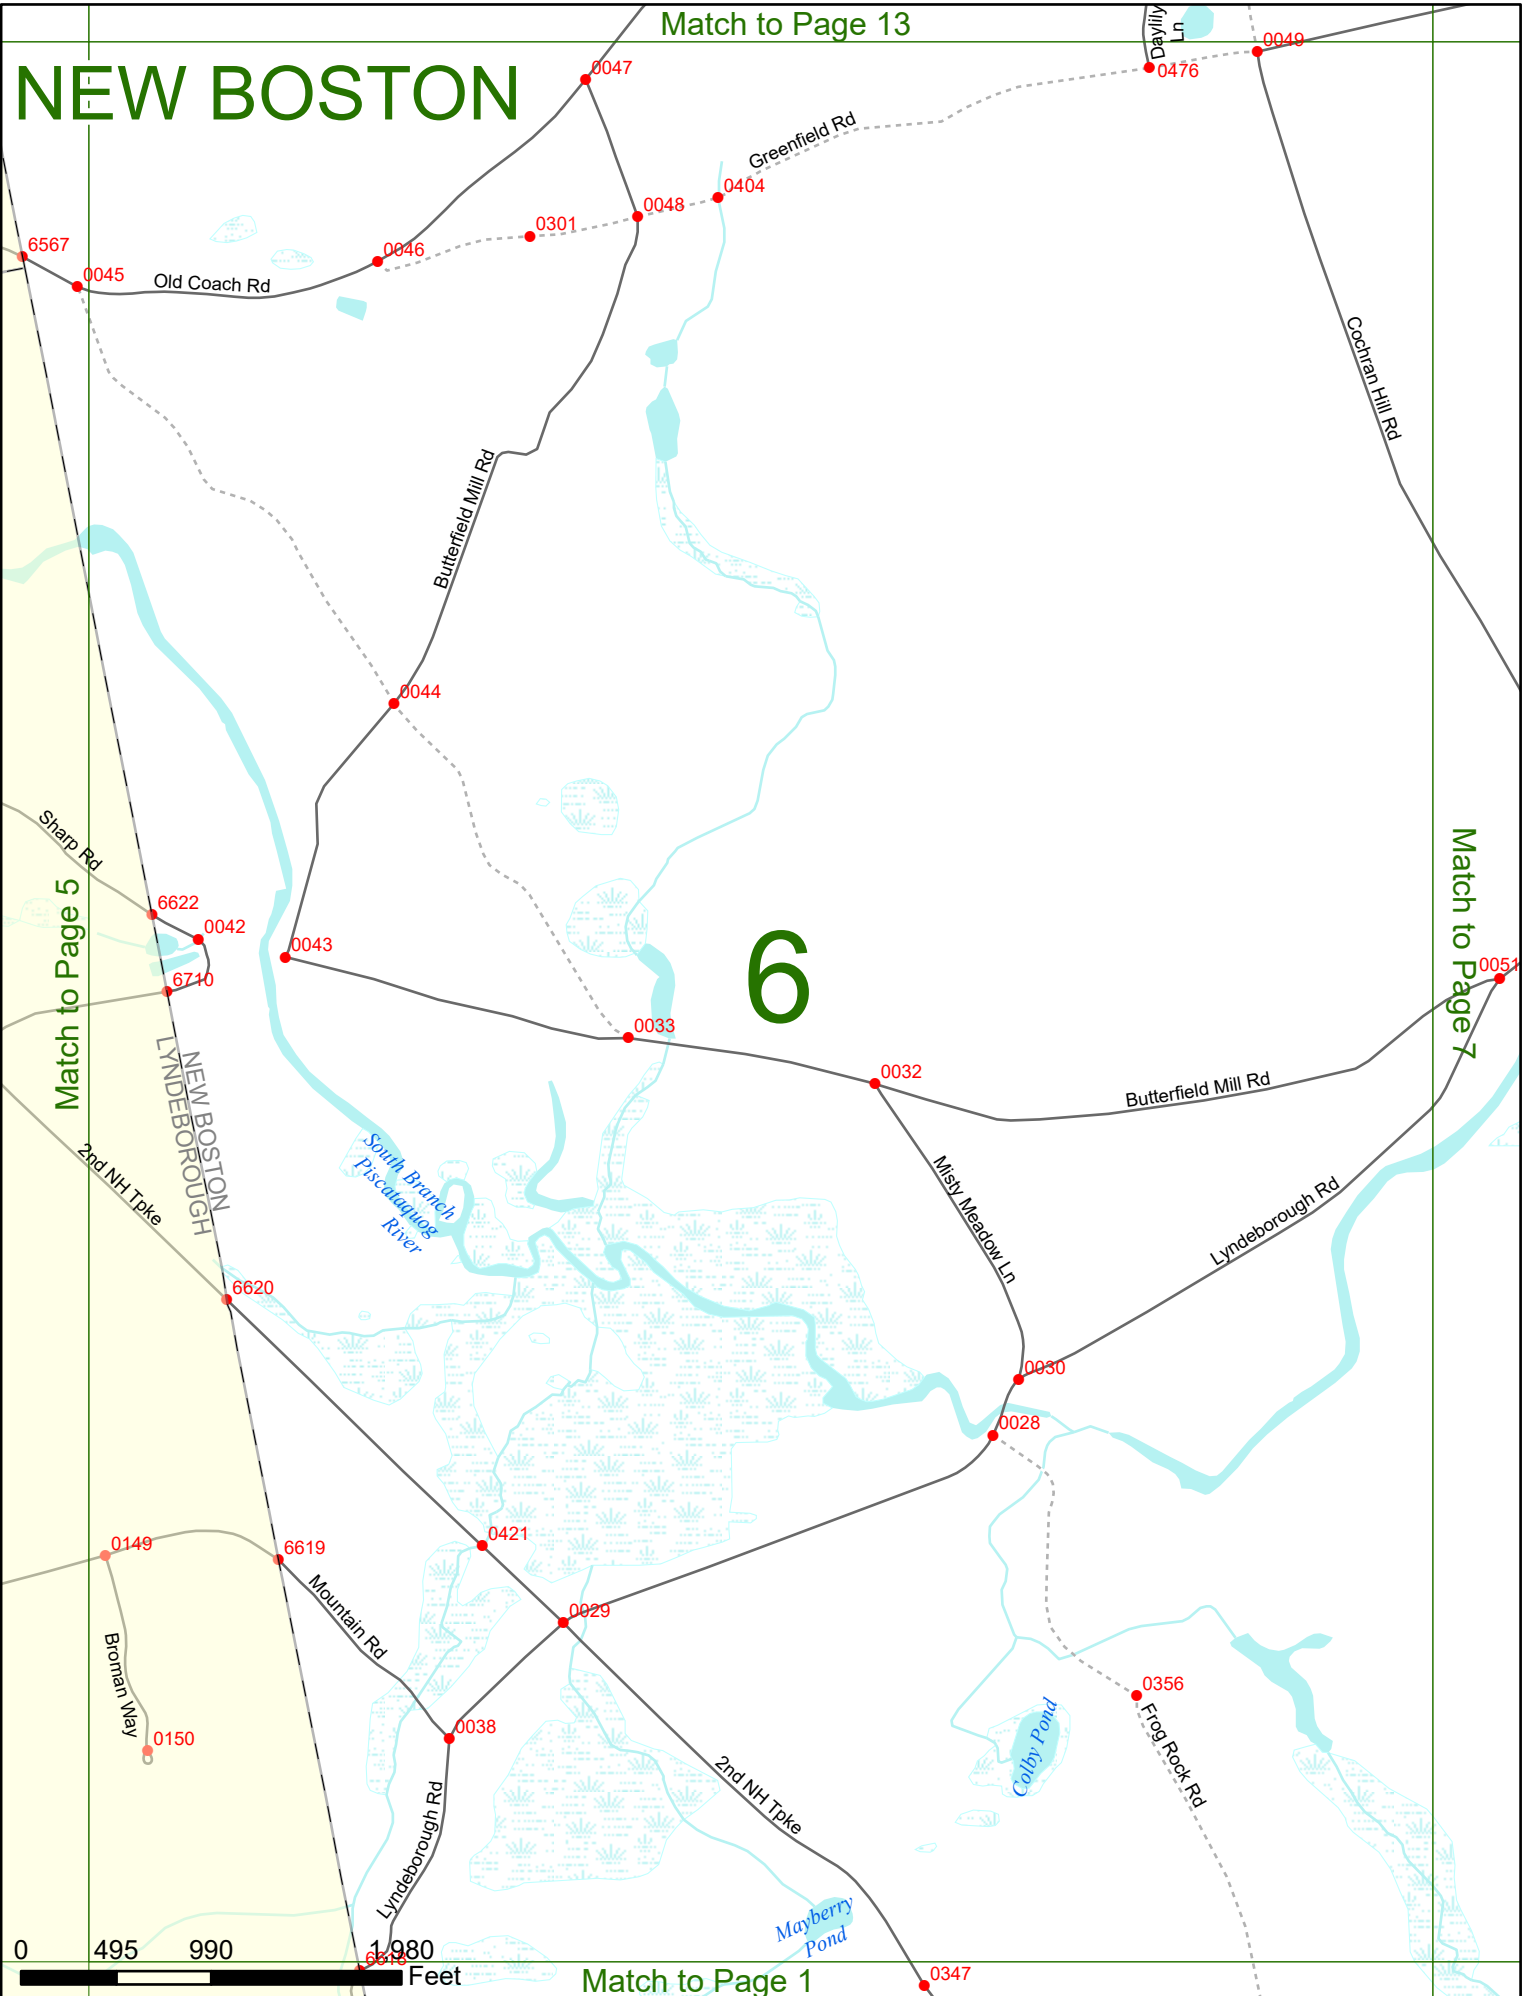 Match to Page 13
NEW BOSTON
Daylily
Ln
0049
0476
0047
Greenfield Rd
0404
0048
0301
0046
6567
0045
Old Coach Rd
Cochran Hill Rd
Butterfield Mill Rd
0044
Sharp Rd
Match to Page 5
Match to Page 7
6622
0042
0043
6
0051
6710
0033
NEW BOSTON
LYNDEBOROUGH
0032
Butterfield Mill Rd
2nd NH Tpke
South Branch
Piscataquog
River
Misty Meadow Ln
Lyndeborough Rd
6620
0030
0028
0421
0149
6619
Mountain Rd
0029
Broman Way
0356
Frog Rock Rd
0150
0038
Colby Pond
2nd NH Tpke
Lyndeborough Rd
Mayberry
Pond
0 495 990 1,980
Feet
6618
0347
Match to Page 1